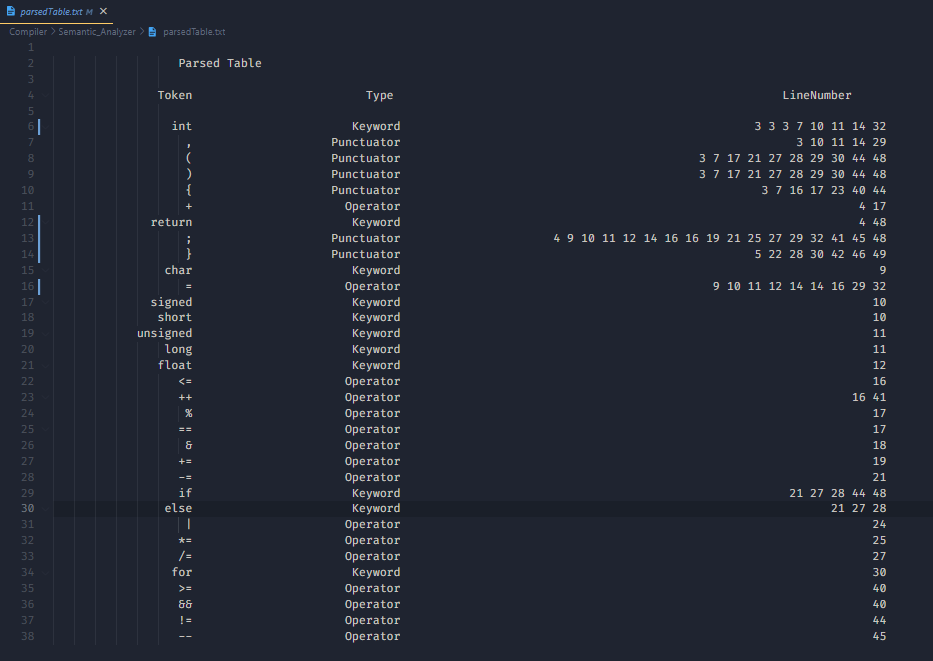 parsedTable.txt M ×
Compiler > Semantic_Analyzer > parsedTable.txt
1
2 Parsed Table
3
4 Token Type LineNumber
5
6 int Keyword 3 3 3 7 10 11 14 32
7 , Punctuator 3 10 11 14 29
8 ( Punctuator 3 7 17 21 27 28 29 30 44 48
9 ) Punctuator 3 7 17 21 27 28 29 30 44 48
10 { Punctuator 3 7 16 17 23 40 44
11 + Operator 4 17
12 return Keyword 4 48
13 ; Punctuator 4 9 10 11 12 14 16 16 19 21 25 27 29 32 41 45 48
14 } Punctuator 5 22 28 30 42 46 49
15 char Keyword 9
16 = Operator 9 10 11 12 14 14 16 29 32
17 signed Keyword 10
18 short Keyword 10
19 unsigned Keyword 11
20 long Keyword 11
21 float Keyword 12
22 <= Operator 16
23 ++ Operator 16 41
24 % Operator 17
25 == Operator 17
26 & Operator 18
27 += Operator 19
28 -= Operator 21
29 if Keyword 21 27 28 44 48
30 else Keyword 21 27 28
31 | Operator 24
32 *= Operator 25
33 /= Operator 27
34 for Keyword 30
35 >= Operator 40
36 && Operator 40
37 != Operator 44
38 -- Operator 45